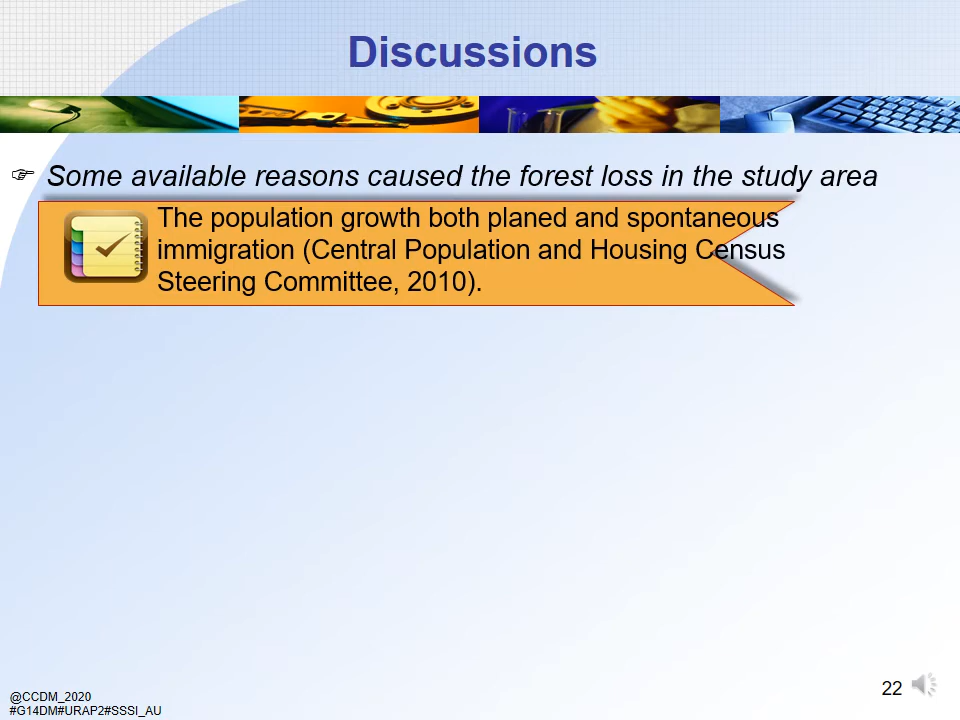 Discussions
☞ Some available reasons caused the forest loss in the study area
The population growth both planed and spontaneous
immigration (Central Population and Housing Census
Steering Committee, 2010).
22
@CCDM_2020
#G14DM#URAP2#SSSI_AU